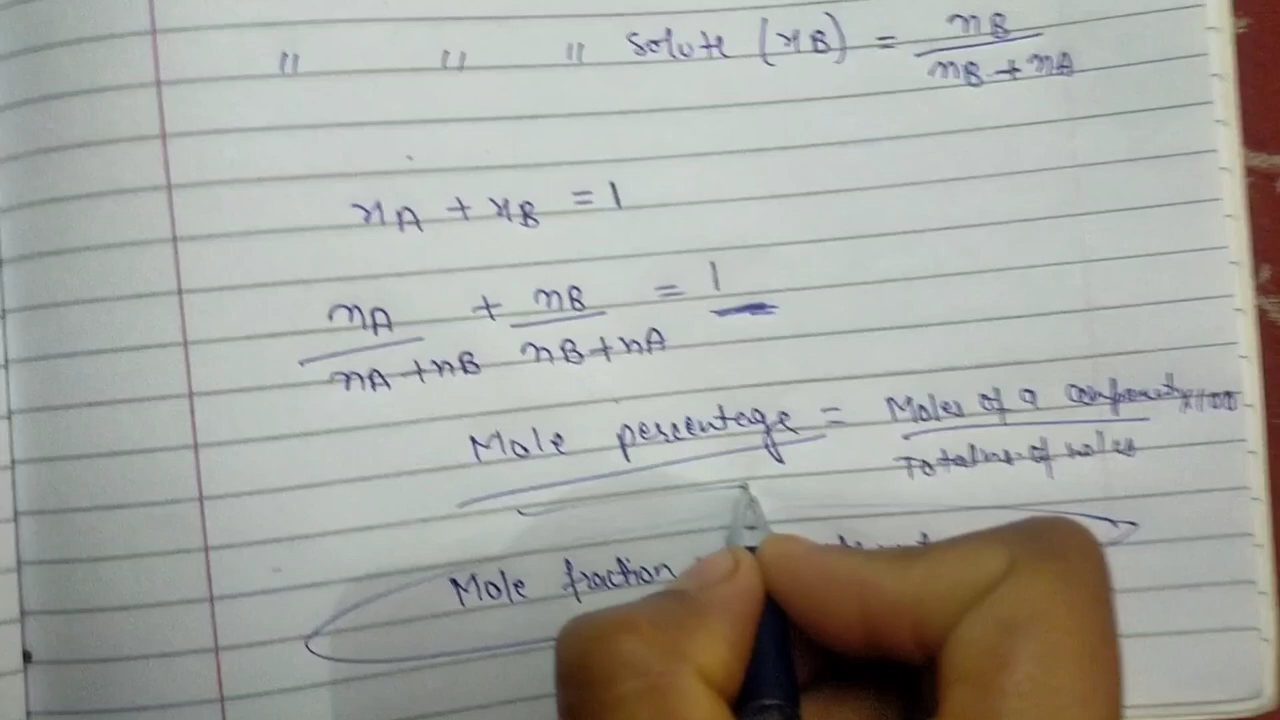 " " " Solute (xB) = nB / nB + nA
xA + xB = 1
nA / nA + nB + nB / nB + nA = 1
Mole percentage = Moles of a component / Total no. of moles × 100
Mole fraction